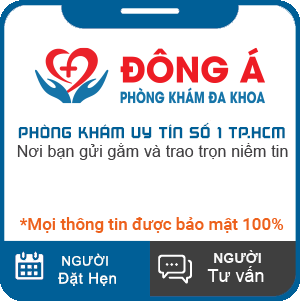 ĐÔNG Á
PHÒNG KHÁM ĐA KHOA
PHÒNG KHÁM UY TÍN SỐ 1 TP.HCM
Nơi bạn gửi gắm và trao trọn niềm tin
*Mọi thông tin được bảo mật 100%
NGƯỜI
Đặt Hẹn
NGƯỜI
Tư vấn